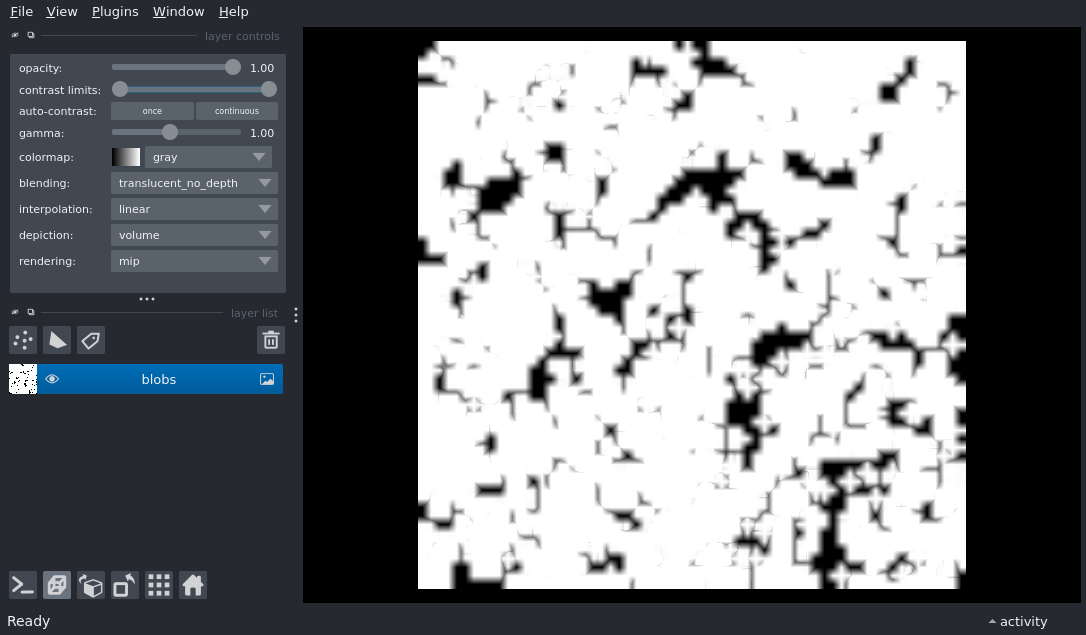 File View Plugins Window Help
layer controls
opacity: 1.00
contrast limits:
auto-contrast: once continuous
gamma: 1.00
colormap: gray
blending: translucent_no_depth
interpolation: linear
depiction: volume
rendering: mip
layer list
blobs
Ready activity